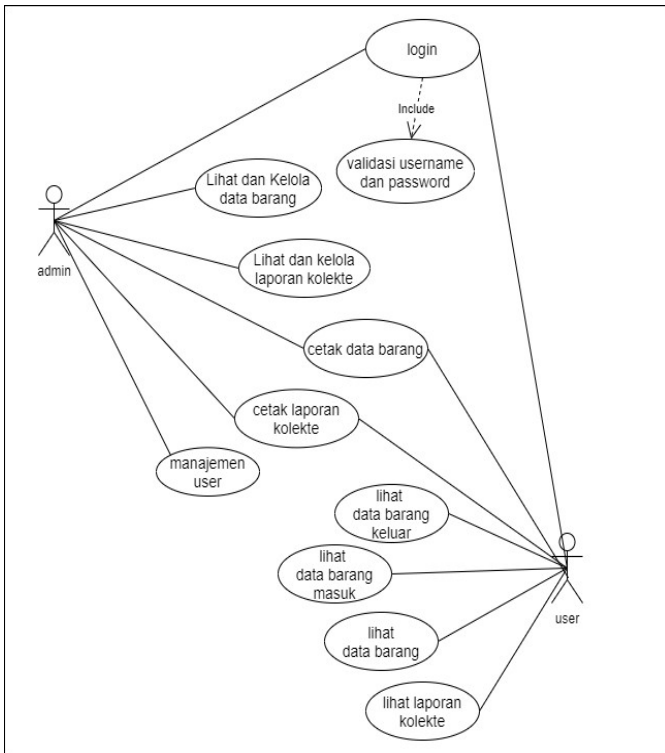 login
Include
validasi username
dan password
Lihat dan Kelola
data barang
admin
Lihat dan kelola
laporan kolekte
cetak data barang
cetak laporan
kolekte
manajemen
user
lihat
data barang
keluar
lihat
data barang
masuk
user
lihat
data barang
lihat laporan
kolekte